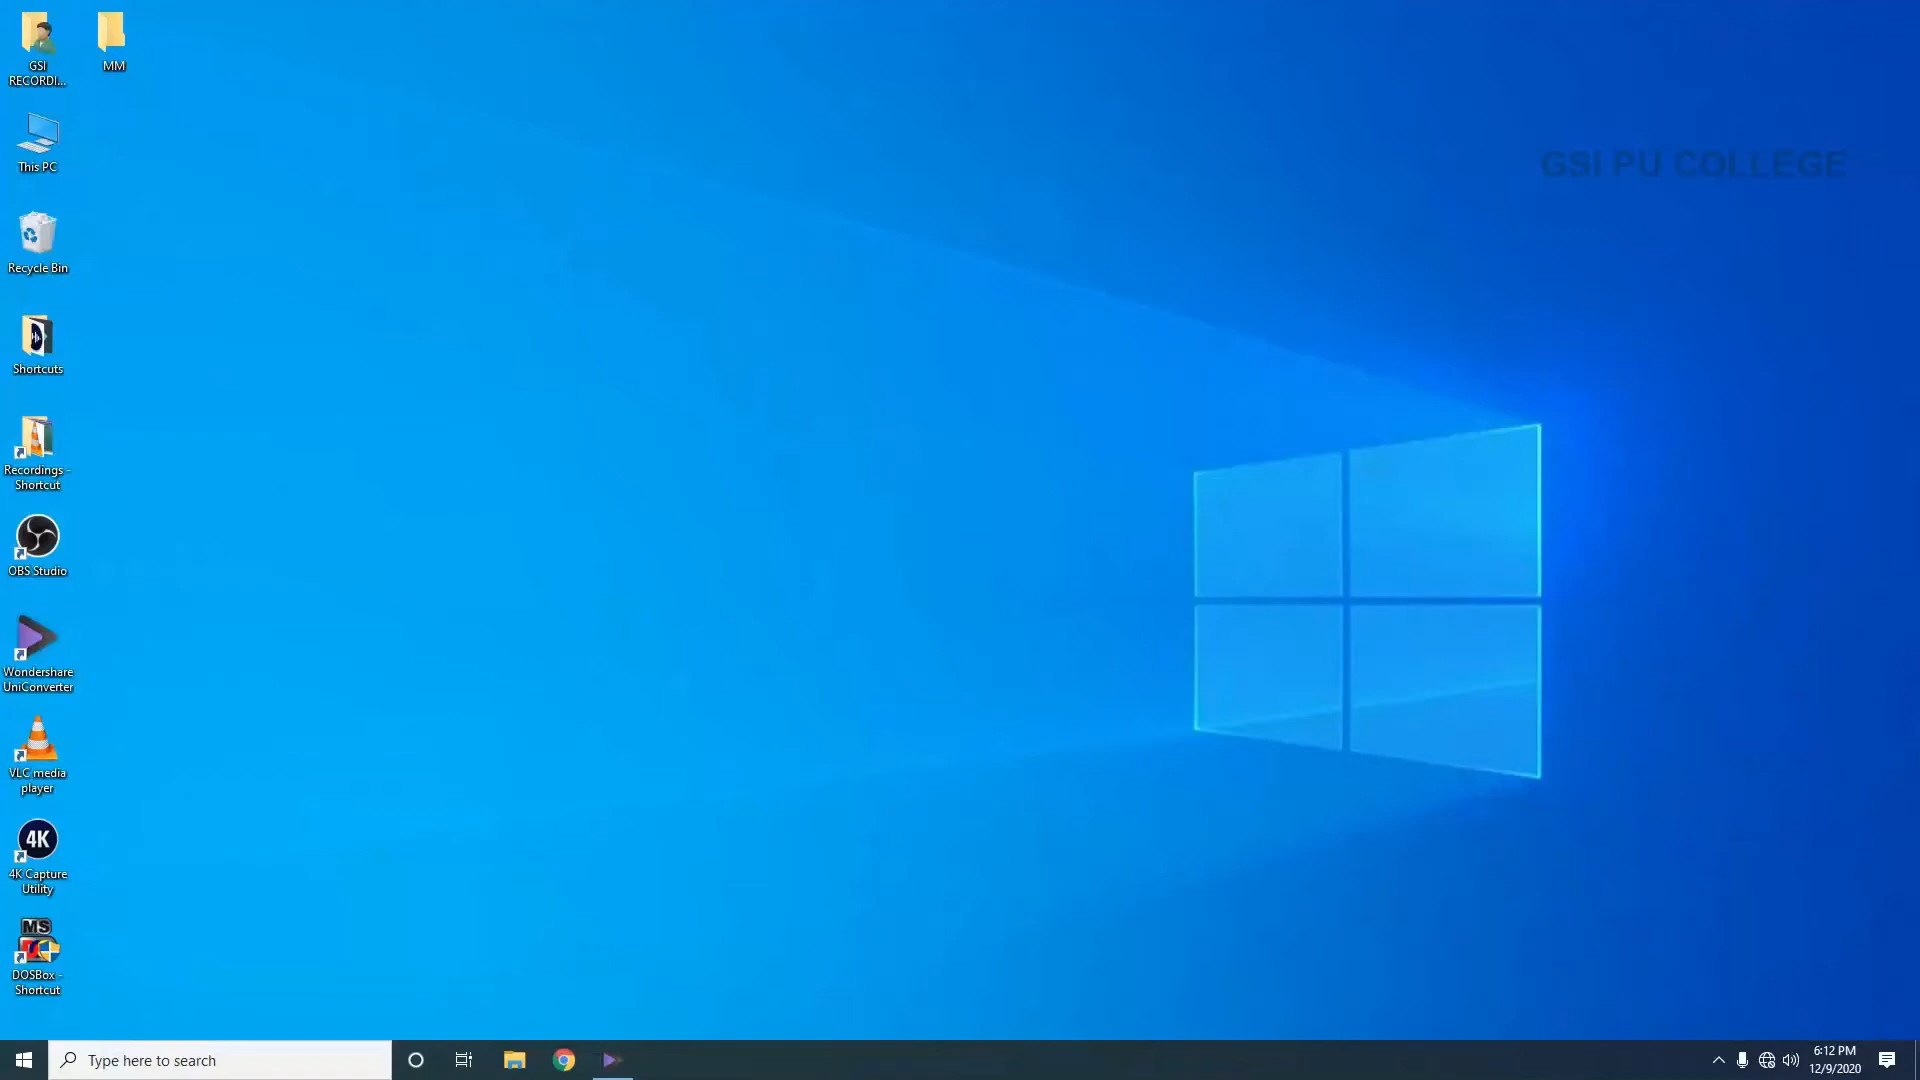 GSI
RECORDI...
MM
This PC
GSI PU COLLEGE
Recycle Bin
Shortcuts
Recordings -
Shortcut
OBS Studio
Wondershare
UniConverter
VLC media
player
4K
4K Capture
Utility
MS
DOSBox -
Shortcut
Type here to search
6:12 PM
12/9/2020